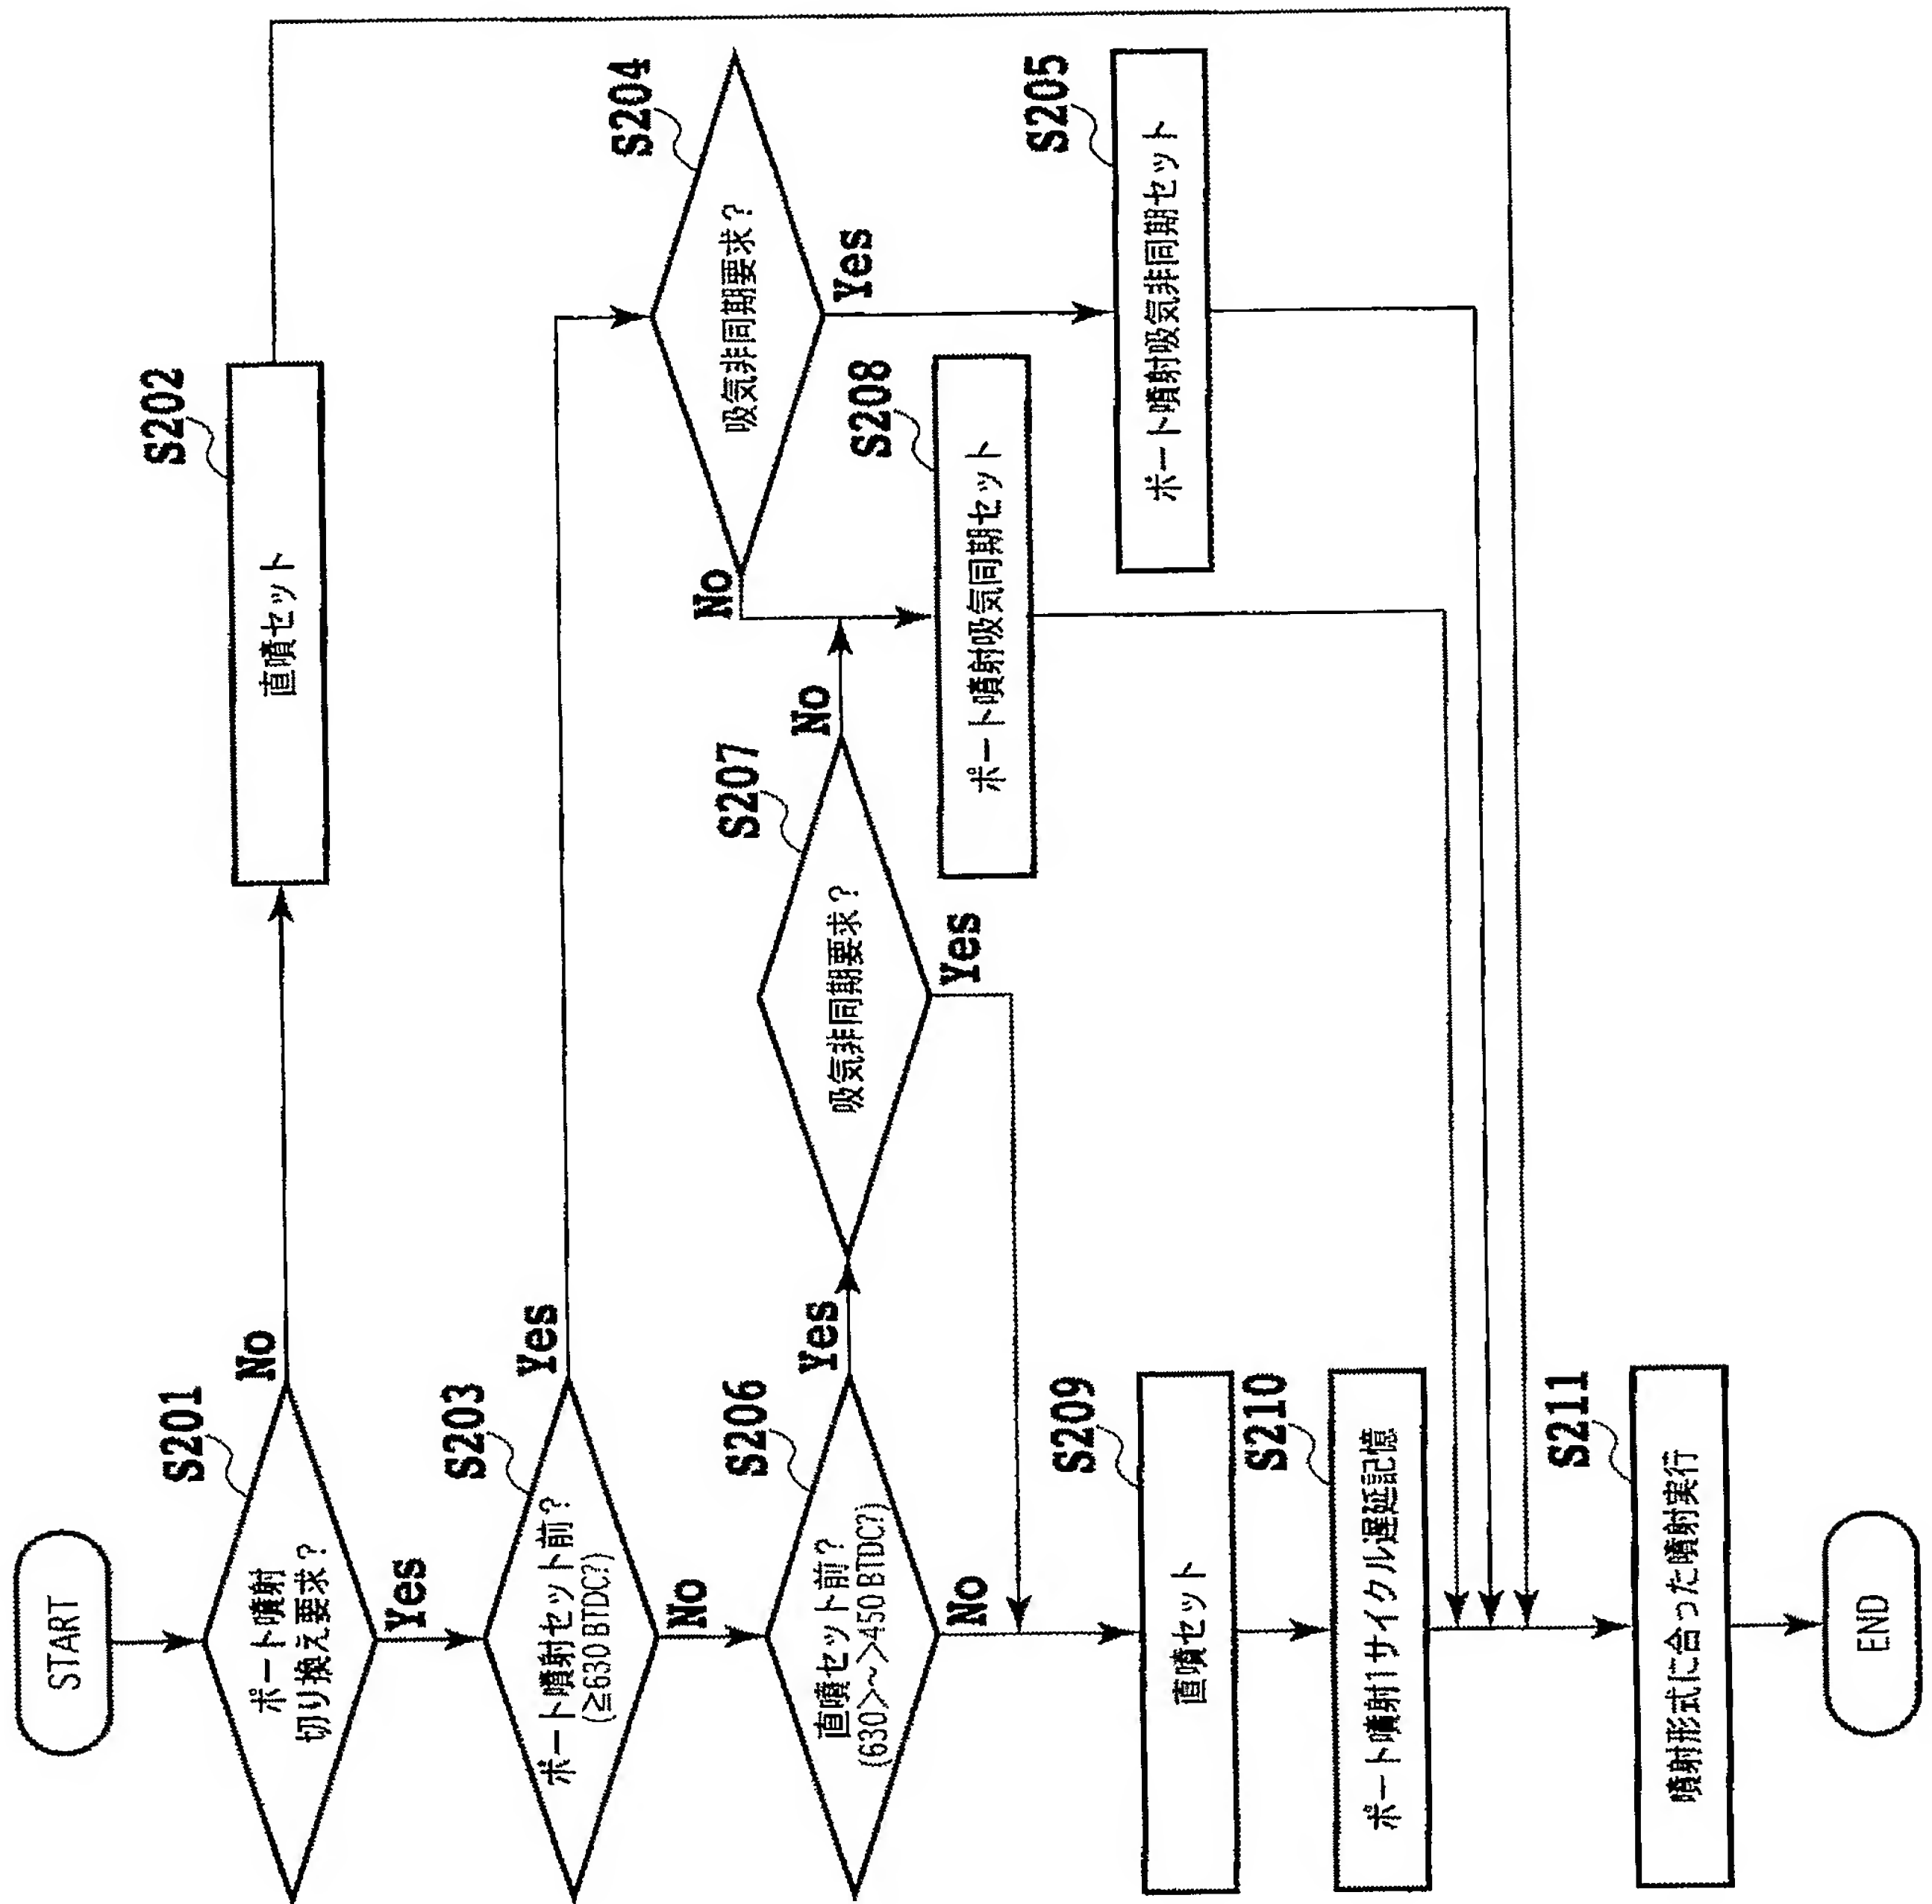 START
S201
ポート噴射
切り換え要求？
No
Yes
S202
直噴セット
S203
ポート噴射セット前？
(≧630 BTDC?)
Yes
No
S204
吸気非同期要求？
No
Yes
S205
ポート噴射吸気非同期セット
S206
直噴セット前？
(630>~>450 BTDC?)
Yes
No
S207
吸気非同期要求？
No
Yes
S208
ポート噴射吸気同期セット
S209
直噴セット
S210
ポート噴射1サイクル遅延記憶
S211
噴射形式に合った噴射実行
END